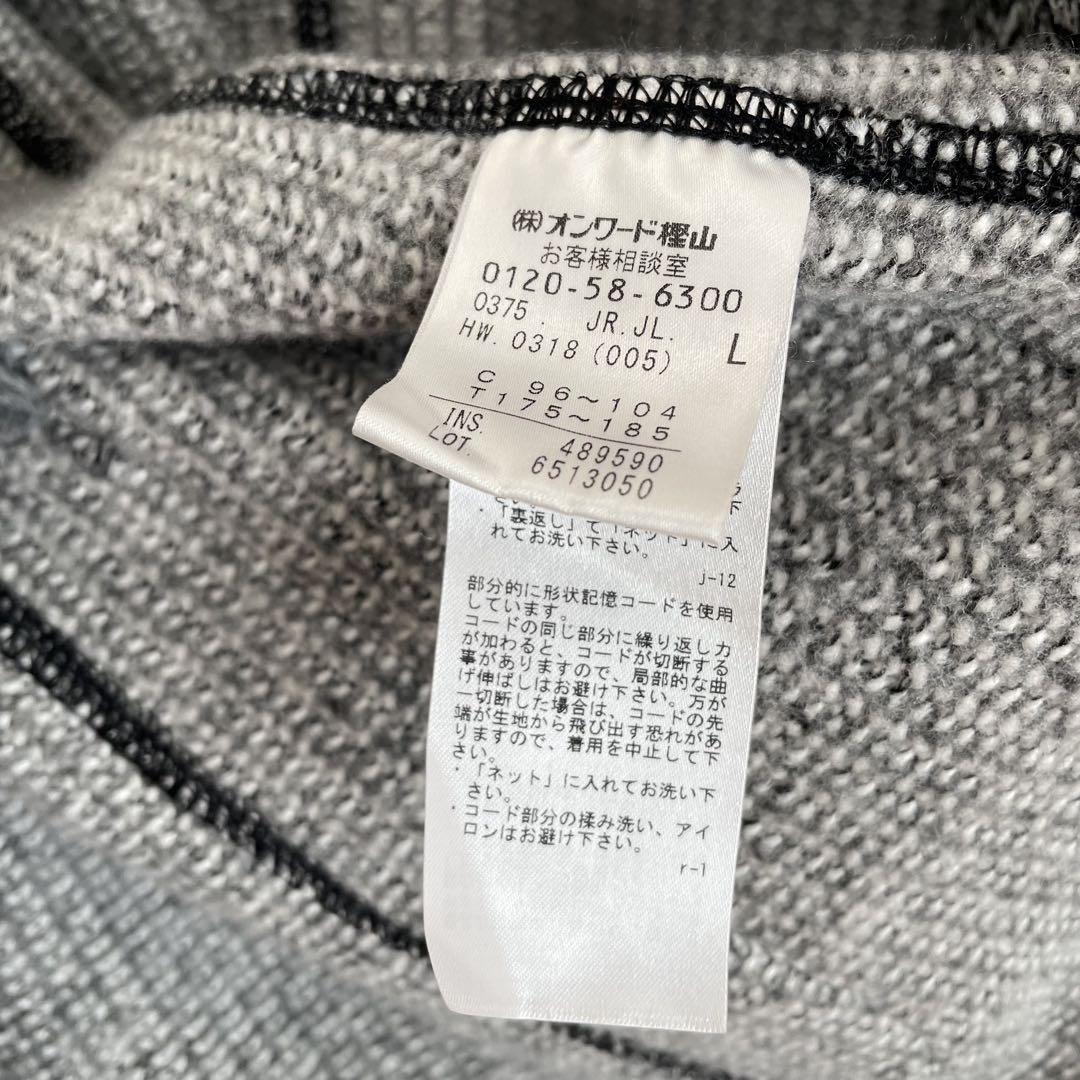 ㈱オンワード樫山
お客様相談室
0120-58-6300
0375. JR.JL.
HW. 0318 (005)
L
C 96～104
T175～185
INS. 489590
LOT. 6513050
下
さい。
・「裏返し」て「ネット」に入
れてお洗い下さい。
j-12
部分的に形状記憶コードを使用
しています。
コードの同じ部分に繰り返し力
が加わると、コードが切断する
事がありますので、局部的な曲
げ伸ばしはお避け下さい。万が
一切断した場合は、コードの先
端が生地から飛び出す恐れがあ
りますので、着用を中止して下
さい。
・「ネット」に入れてお洗い下
さい。
・コード部分の揉み洗い、アイ
ロンはお避け下さい。
r-1